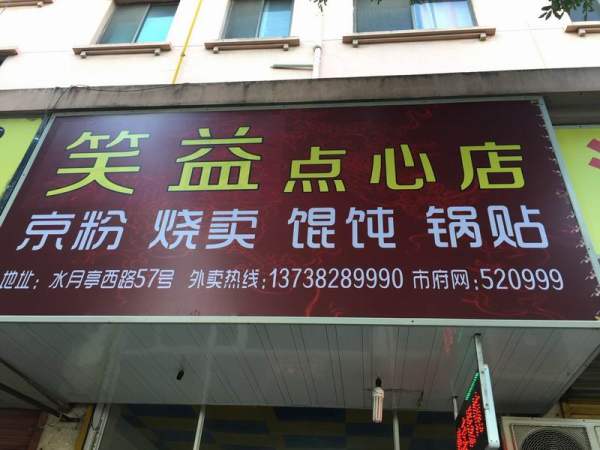 笑益点心店
京粉 烧卖 馄饨 锅贴
地址：水月亭西路57号 外卖热线：13738289990 市府网：520999